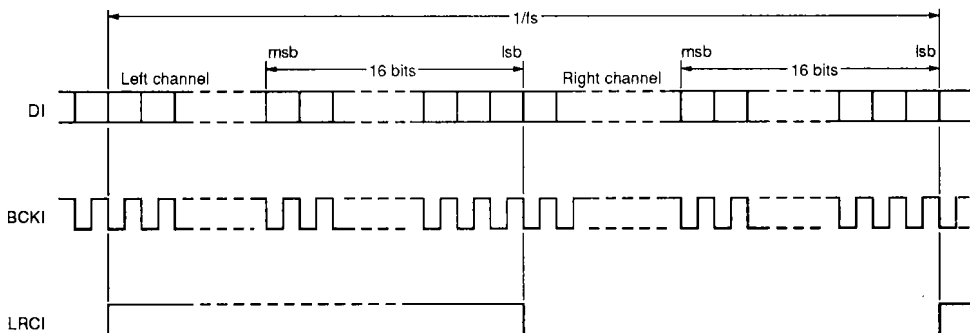 1/fs
msb lsb msb lsb
Left channel 16 bits Right channel 16 bits
DI
BCKI
LRCI